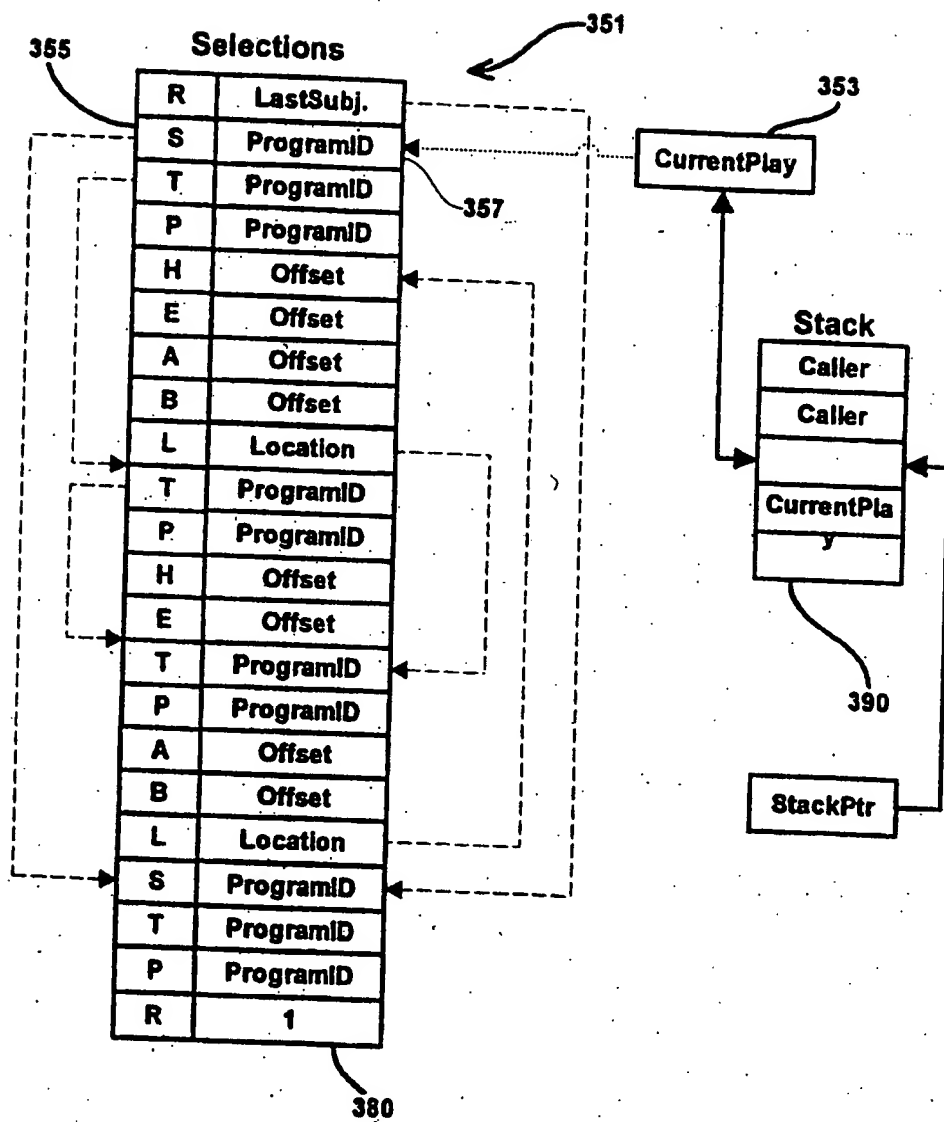 351
Selections
355
353
R LastSubj.
S ProgramID
CurrentPlay
T ProgramID
357
P ProgramID
H Offset
E Offset
A Offset
B Offset
L Location
T ProgramID
P ProgramID
H Offset
E Offset
T ProgramID
P ProgramID
A Offset
B Offset
L Location
S ProgramID
T ProgramID
P ProgramID
R 1
380
Stack
Caller
Caller
CurrentPla
y
390
StackPtr